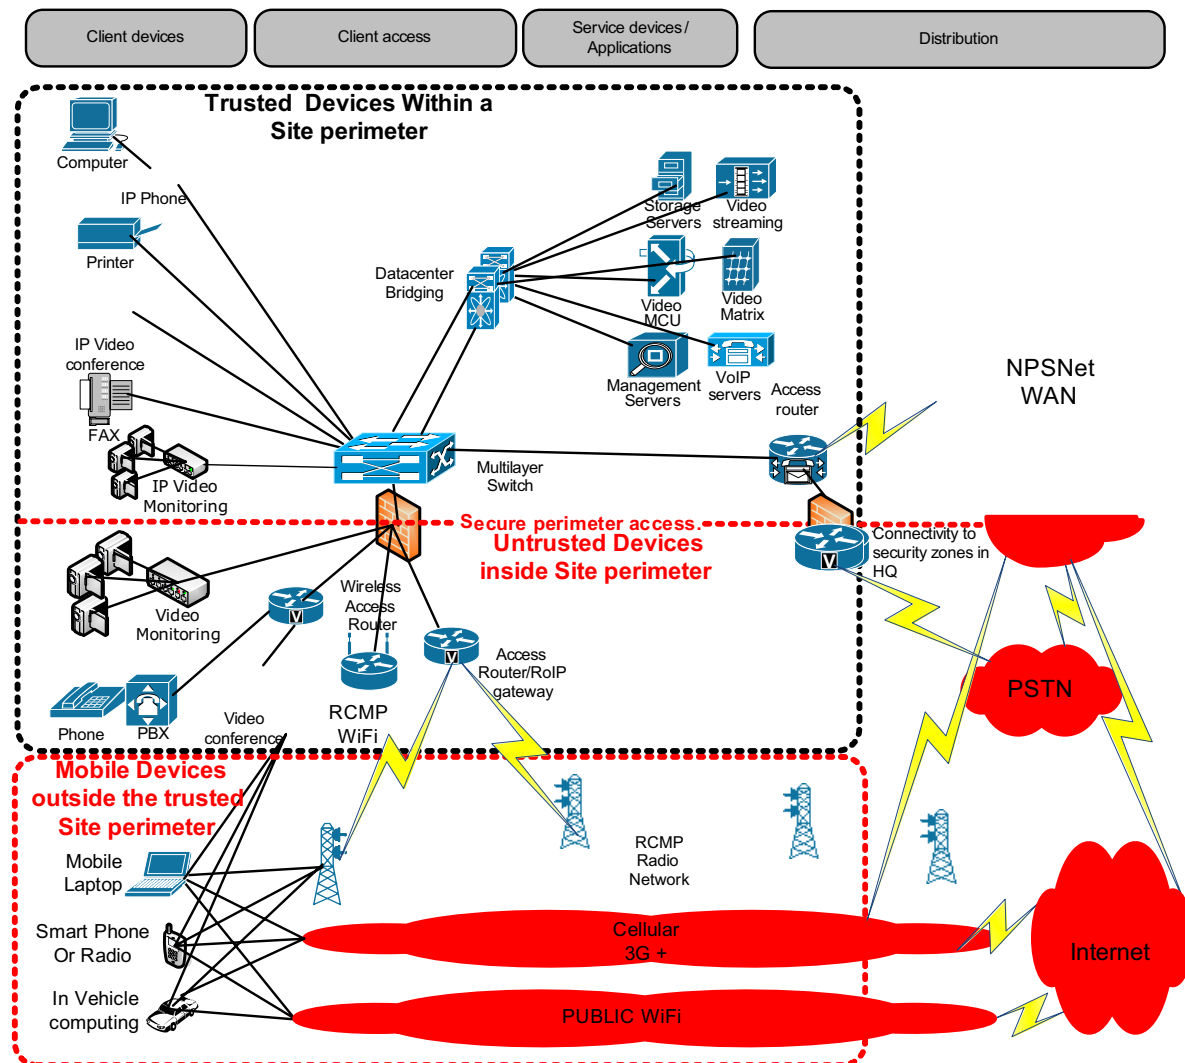 Client devices
Client access
Service devices /
Applications
Distribution
Trusted Devices Within a
Site perimeter
Computer
IP Phone
Printer
IP Video
conference
FAX
IP Video
Monitoring
Datacenter
Bridging
Storage
Servers
Video
streaming
Video
MCU
Video
Matrix
Management
Servers
VoIP
servers
Access
router
NPSNet
WAN
Multilayer
Switch
Secure perimeter access.
Untrusted Devices
inside Site perimeter
Connectivity to
security zones in
HQ
Video
Monitoring
V
Wireless
Access
Router
V
V
Access
Router/RoIP
gateway
Phone
PBX
Video
conference
RCMP
WiFi
PSTN
Mobile Devices
outside the trusted
Site perimeter
Mobile
Laptop
RCMP
Radio
Network
Smart Phone
Or Radio
Cellular
3G +
Internet
In Vehicle
computing
PUBLIC WiFi